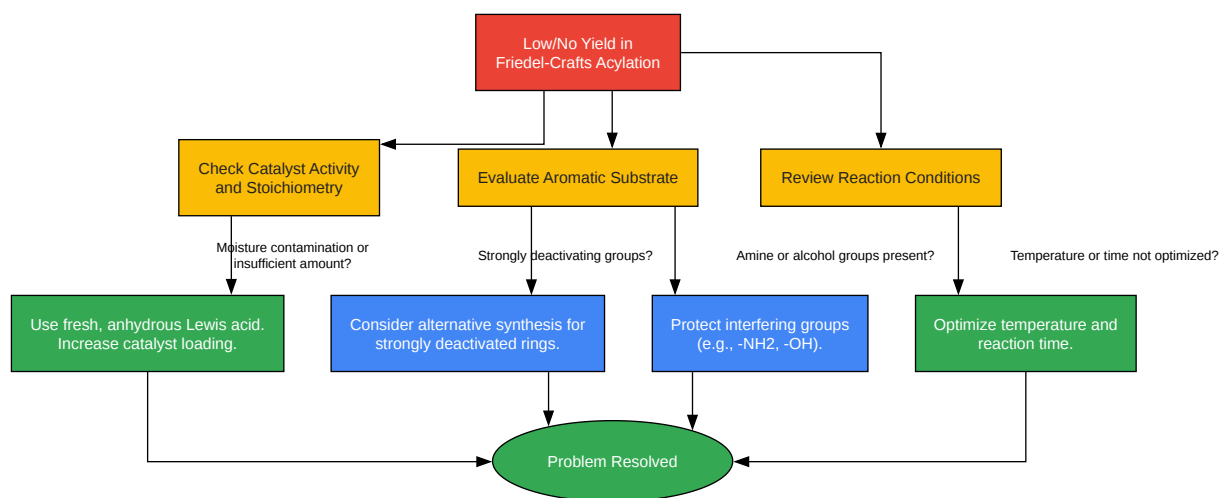 Low/No Yield in
Friedel-Crafts Acylation
Check Catalyst Activity
and Stoichiometry
Evaluate Aromatic Substrate
Review Reaction Conditions
Moisture contamination or
insufficient amount?
Strongly deactivating groups?
Amine or alcohol groups present?
Temperature or time not optimized?
Use fresh, anhydrous Lewis acid.
Increase catalyst loading.
Consider alternative synthesis for
strongly deactivated rings.
Protect interfering groups
(e.g., -NH2, -OH).
Optimize temperature and
reaction time.
Problem Resolved